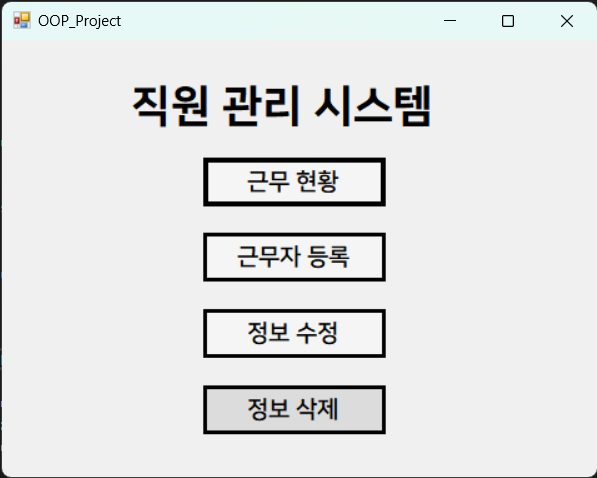 OOP_Project
직원 관리 시스템
근무 현황
근무자 등록
정보 수정
정보 삭제